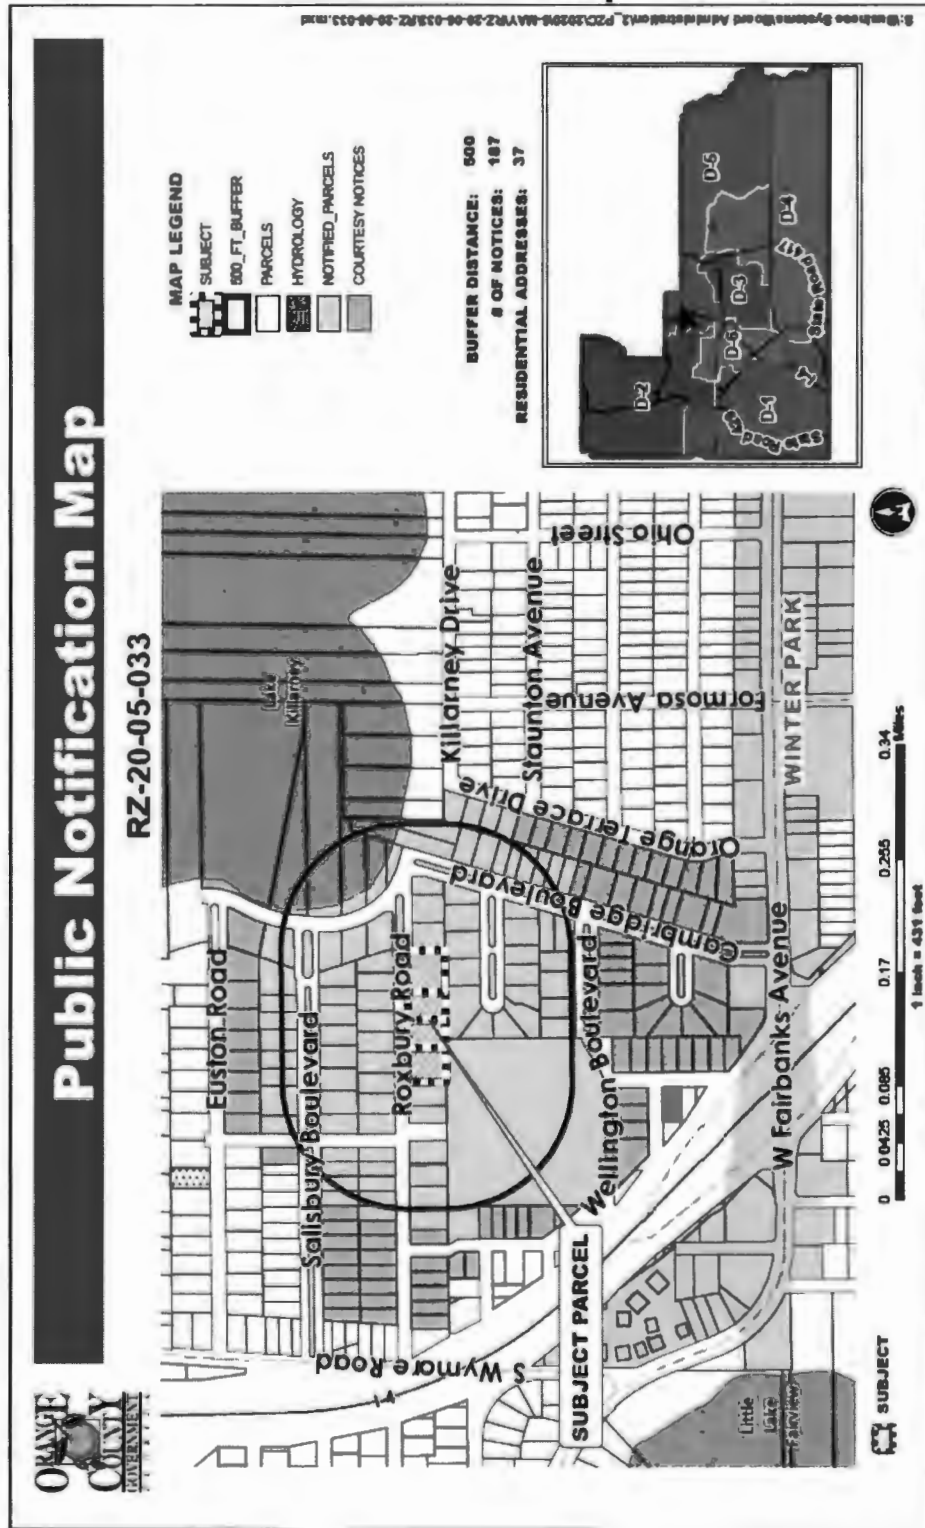 Public Notification Map
ORANGE
COUNTY
GOVERNMENT
RZ-20-05-033
MAP LEGEND
SUBJECT
500_FT_BUFFER
PARCELS
HYDROLOGY
NOTIFIED_PARCELS
COURTESY NOTICES
BUFFER DISTANCE: 500
# OF NOTICES: 187
RESIDENTIAL ADDRESSES: 37
D-2
D-5
D-3
D-6
D-4
D-1
State Road 417
State Road
Lake
Killarney
Euston Road
Salisbury Boulevard
Roxbury Road
Killarney Drive
Staunton Avenue
Ohio Street
Formosa Avenue
Orange Terrace Drive
Cambridge Boulevard
Wellington Boulevard
S Wymore Road
I-4
W Fairbanks Avenue
WINTER PARK
SUBJECT PARCEL
Little
Lake
Fairview
SUBJECT
0 0.0425 0.085 0.17 0.255 0.34
Miles
1 inch = 431 feet